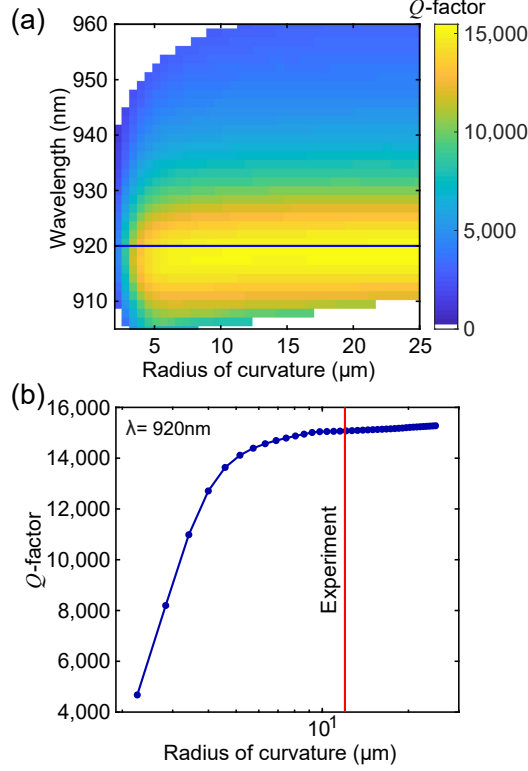 (a)
Q-factor
960
950
940
930
920
910
Wavelength (nm)
5
10
15
20
25
Radius of curvature (µm)
15,000
10,000
5,000
0
(b)
16,000
14,000
12,000
10,000
8,000
6,000
4,000
Q-factor
λ= 920nm
Experiment
10¹
Radius of curvature (µm)